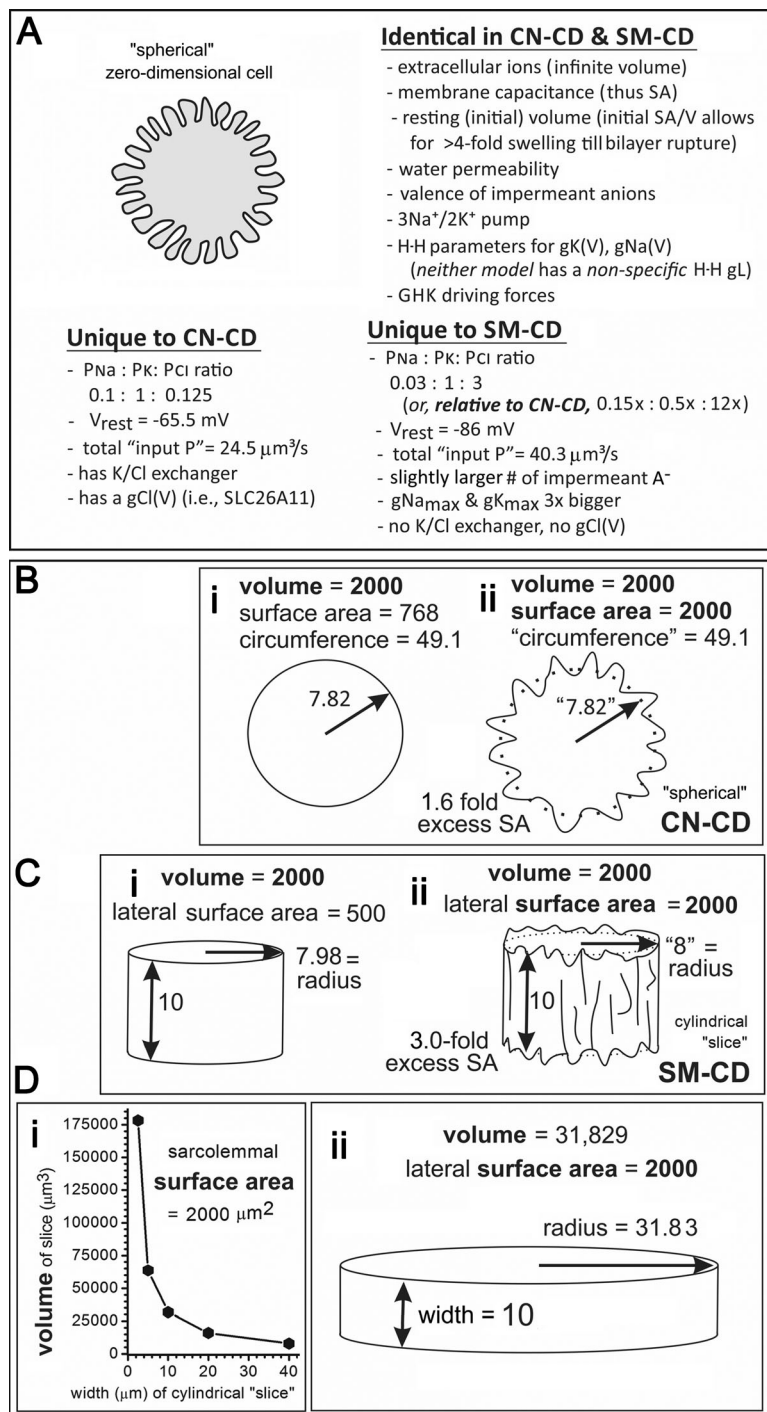 A
"spherical"
zero-dimensional cell
Identical in CN-CD & SM-CD
- extracellular ions (infinite volume)
- membrane capacitance (thus SA)
- resting (initial) volume (initial SA/V allows
for >4-fold swelling till bilayer rupture)
- water permeability
- valence of impermeant anions
- 3Na⁺/2K⁺ pump
- H-H parameters for gK(V), gNa(V)
(neither model has a non-specific H-H gL)
- GHK driving forces
Unique to CN-CD
- PNa : PK: PCl ratio
0.1 : 1 : 0.125
- Vrest = -65.5 mV
- total “input P”= 24.5 µm³/s
- has K/Cl exchanger
- has a gCl(V) (i.e., SLC26A11)
Unique to SM-CD
- PNa : PK: PCl ratio
0.03 : 1 : 3
(or, relative to CN-CD, 0.15x : 0.5x : 12x)
- Vrest = -86 mV
- total “input P”= 40.3 µm³/s
- slightly larger # of impermeant A⁻
- gNamax & gKmax 3x bigger
- no K/Cl exchanger, no gCl(V)
B
i
volume = 2000
surface area = 768
circumference = 49.1
7.82
ii
volume = 2000
surface area = 2000
“circumference” = 49.1
“7.82”
1.6 fold
excess SA
"spherical"
CN-CD
C
i
volume = 2000
lateral surface area = 500
7.98 =
radius
10
ii
volume = 2000
lateral surface area = 2000
“8” =
radius
10
3.0-fold
excess SA
cylindrical
"slice"
SM-CD
D
i
volume of slice (µm³)
175000
150000
125000
100000
75000
50000
25000
0
sarcolemmal
surface area
= 2000 µm²
0 10 20 30 40
width (µm) of cylindrical "slice"
ii
volume = 31,829
lateral surface area = 2000
radius = 31.83
width = 10